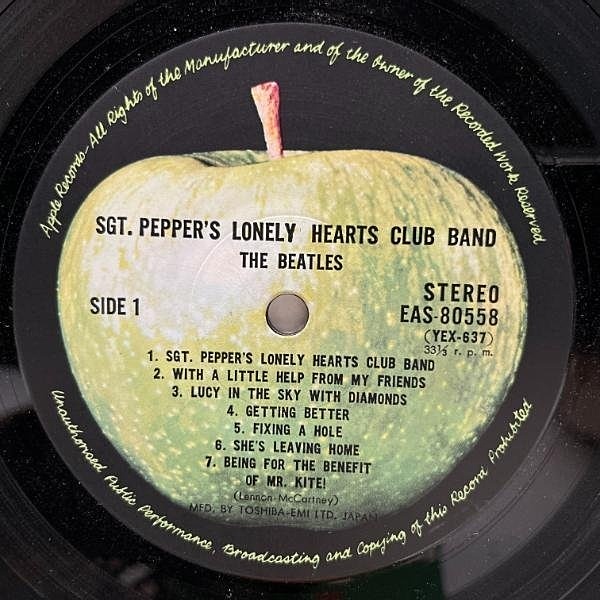 Apple Records-All Rights of the Manufacturer and of the Owner of the Recorded Work Reserved
SGT. PEPPER'S LONELY HEARTS CLUB BAND
THE BEATLES
SIDE 1
STEREO
EAS-80558
(YEX-637)
33⅓ r. p. m.
1. SGT. PEPPER'S LONELY HEARTS CLUB BAND
2. WITH A LITTLE HELP FROM MY FRIENDS
3. LUCY IN THE SKY WITH DIAMONDS
4. GETTING BETTER
5. FIXING A HOLE
6. SHE'S LEAVING HOME
7. BEING FOR THE BENEFIT
OF MR. KITE!
(Lennon-McCartney)
MFD. BY TOSHIBA-EMI LTD. JAPAN
Unauthorised Public Performance, Broadcasting and Copying of this Record Prohibited